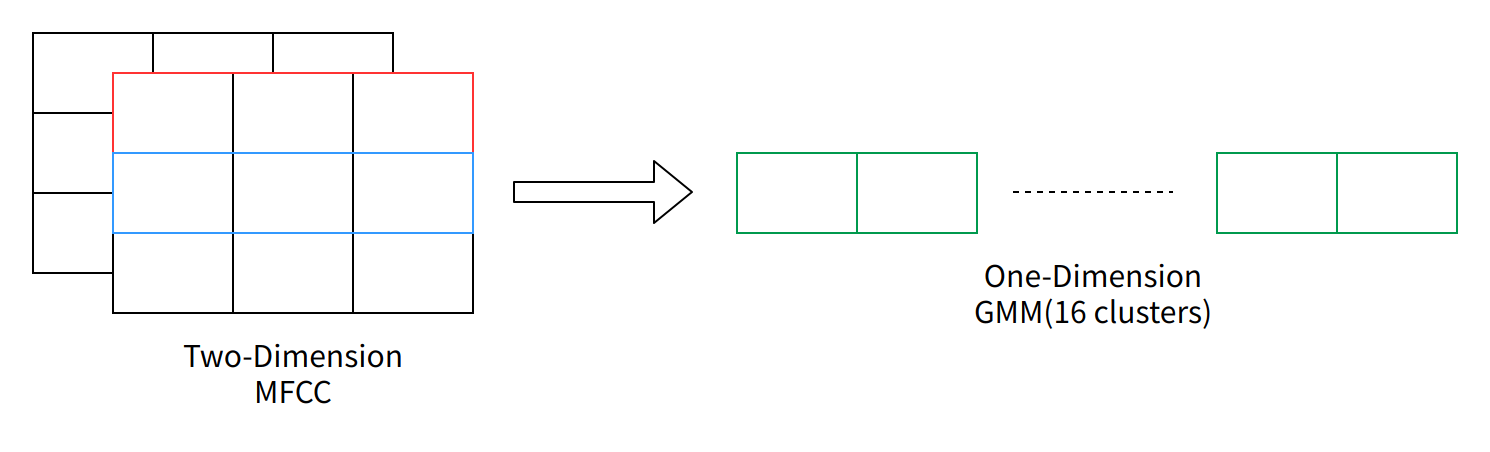 Two-Dimension
MFCC
One-Dimension
GMM(16 clusters)